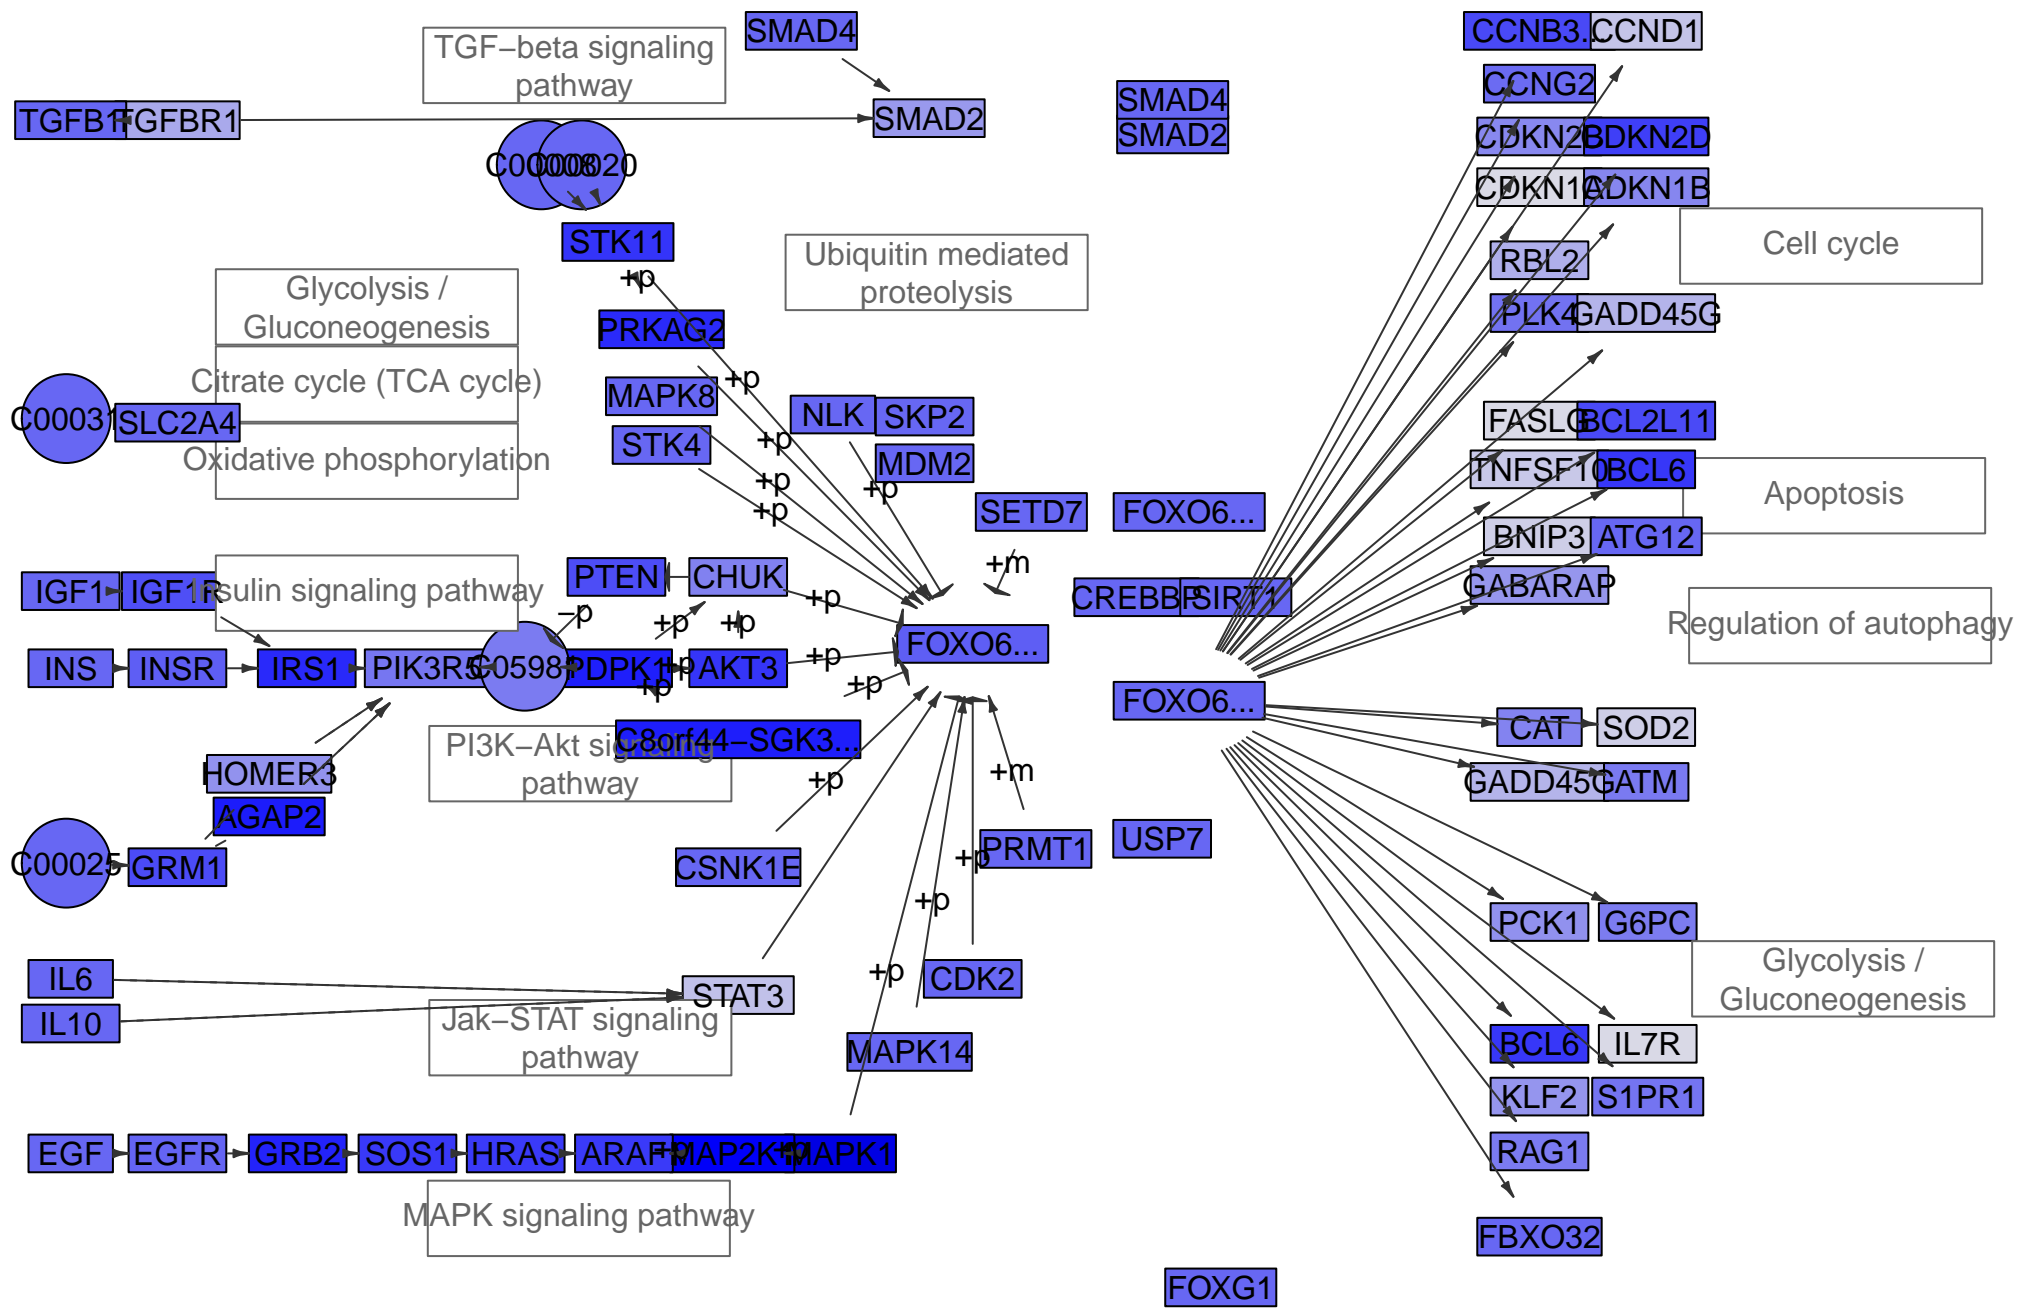 SMAD4
CCNB3...
CCND1
TGF−beta signaling
pathway
CCNG2
SMAD4
TGFB1
TGFBR1
SMAD2
SMAD2
CDKN2B
CDKN2D
C00020
CDKN1A
CDKN1B
STK11
Ubiquitin mediated
proteolysis
RBL2
Cell cycle
+p
Glycolysis /
Gluconeogenesis
PRKAG2
PLK4
GADD45G
Citrate cycle (TCA cycle)
+p
MAPK8
C00031
SLC2A4
NLK
SKP2
FASLG
BCL2L11
STK4
+p
Oxidative phosphorylation
MDM2
TNFSF10
BCL6
+p
+p
Apoptosis
+p
SETD7
FOXO6...
BNIP3
ATG12
+m
IGF1
IGF1R
Insulin signaling pathway
PTEN
CHUK
GABARAP
+p
CREBBP
SIRT1
−p
+p
+p
Regulation of autophagy
FOXO6...
INS
INSR
IRS1
PIK3R5
C05981
PDPK1
+p
AKT3
+p
+p
+p
FOXO6...
CAT
SOD2
PI3K−Akt signaling
pathway
C8orf44−SGK3...
HOMER3
+p
+m
GADD45G
ATM
AGAP2
C00025
GRM1
CSNK1E
+p
PRMT1
USP7
+p
PCK1
G6PC
IL6
+p
CDK2
Glycolysis /
Gluconeogenesis
STAT3
IL10
Jak−STAT signaling
pathway
MAPK14
BCL6
IL7R
KLF2
S1PR1
EGF
EGFR
GRB2
SOS1
HRAS
ARAF
+p
MAP2K1
+p
MAPK1
RAG1
MAPK signaling pathway
FBXO32
FOXG1